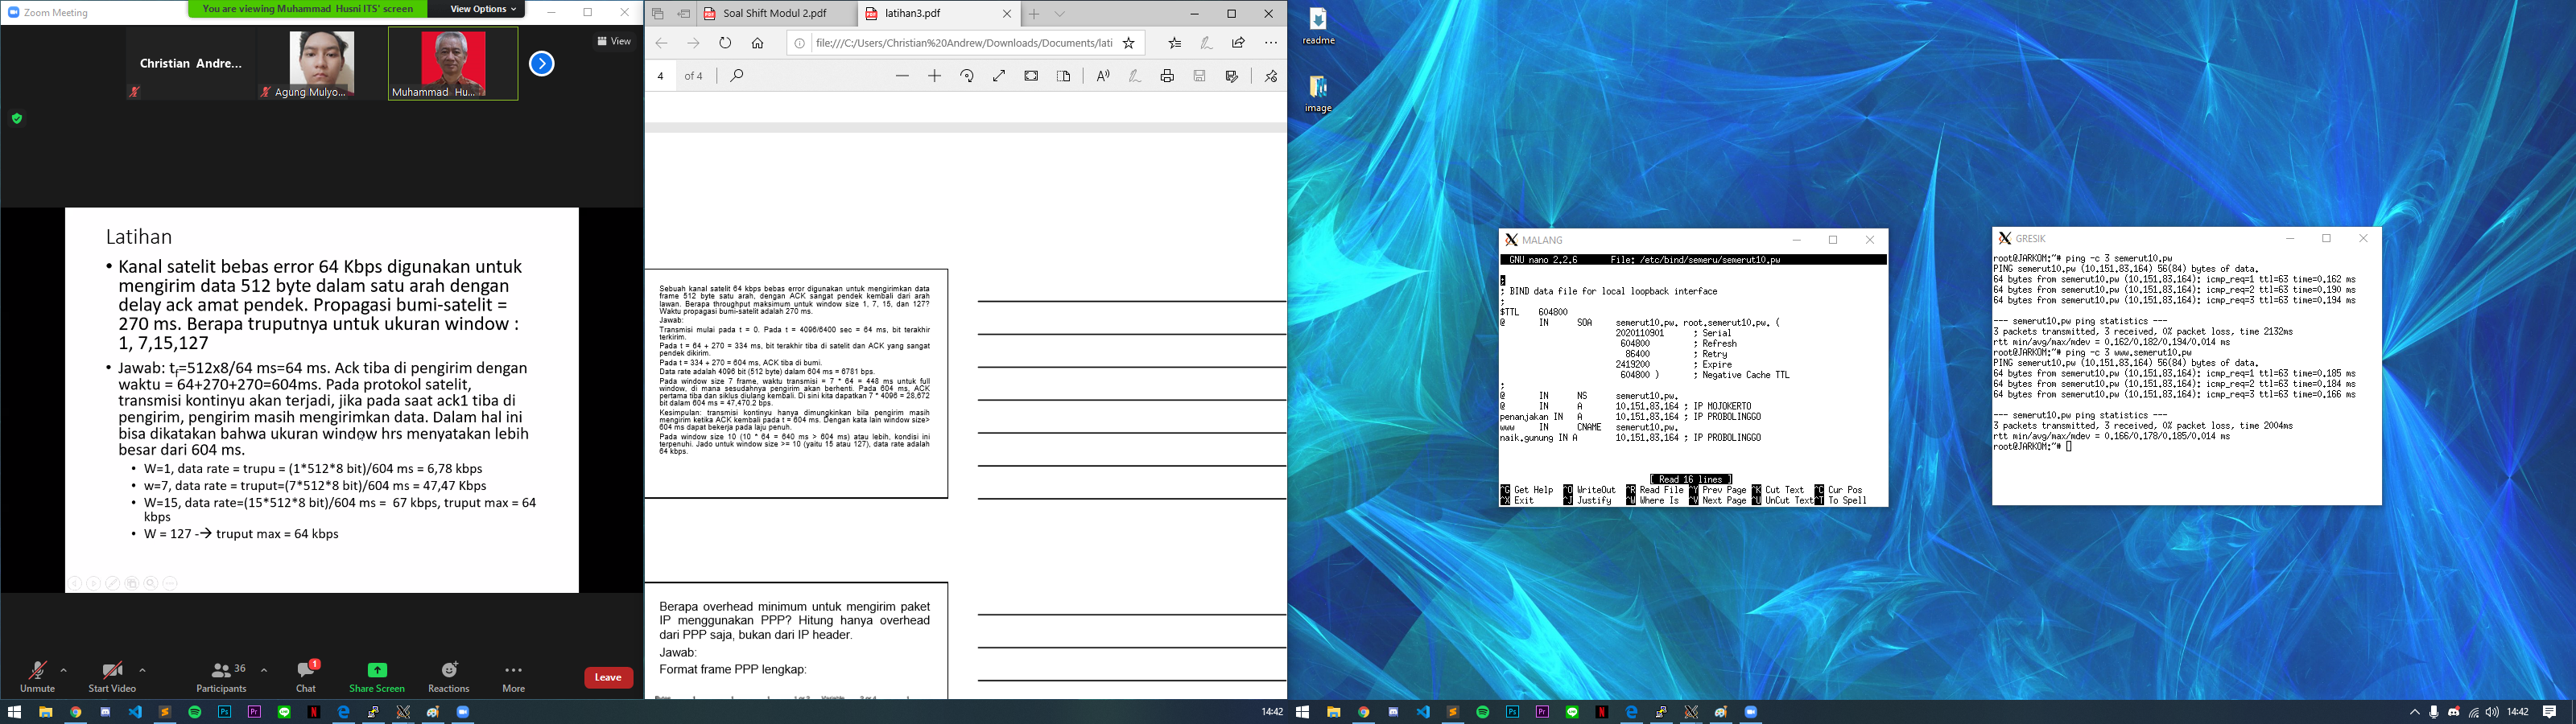 Zoom Meeting
You are viewing Muhammad Husni ITS' screen
View Options
View
Christian Andre...
Agung Mulyo...
Muhammad Hu...
Latihan
• Kanal satelit bebas error 64 Kbps digunakan untuk
mengirim data 512 byte dalam satu arah dengan
delay ack amat pendek. Propagasi bumi-satelit =
270 ms. Berapa truputnya untuk ukuran window :
1, 7,15,127
• Jawab: tf=512x8/64 ms=64 ms. Ack tiba di pengirim dengan
waktu = 64+270+270=604ms. Pada protokol satelit,
transmisi kontinyu akan terjadi, jika pada saat ack1 tiba di
pengirim, pengirim masih mengirimkan data. Dalam hal ini
bisa dikatakan bahwa ukuran window hrs menyatakan lebih
besar dari 604 ms.
• W=1, data rate = trupu = (1*512*8 bit)/604 ms = 6,78 kbps
• w=7, data rate = truput=(7*512*8 bit)/604 ms = 47,47 Kbps
• W=15, data rate=(15*512*8 bit)/604 ms = 67 kbps, truput max = 64
kbps
• W = 127 -→ truput max = 64 kbps
Unmute
Start Video
36
Participants
1
Chat
Share Screen
Reactions
More
Leave
Soal Shift Modul 2.pdf
latihan3.pdf
file:///C:/Users/Christian%20Andrew/Downloads/Documents/lati
4 of 4
Sebuah kanal satelit 64 kbps bebas error digunakan untuk mengirimkan data
frame 512 byte satu arah, dengan ACK sangat pendek kembali dari arah
lawan. Berapa throughput maksimum untuk window size 1, 7, 15, dan 127?
Waktu propagasi bumi-satelit adalah 270 ms.
Jawab:
Transmisi mulai pada t = 0. Pada t = 4096/6400 sec = 64 ms, bit terakhir
terkirim.
Pada t = 64 + 270 = 334 ms, bit terakhir tiba di satelit dan ACK yang sangat
pendek dikirim.
Pada t = 334 + 270 = 604 ms, ACK tiba di bumi.
Data rate adalah 4096 bit (512 byte) dalam 604 ms = 6781 bps.
Pada window size 7 frame, waktu transmisi = 7 * 64 = 448 ms untuk full
window, di mana sesudahnya pengirim akan berhenti. Pada 604 ms, ACK
pertama tiba dan siklus diulang kembali. Di sini kita dapatkan 7 * 4096 = 28,672
bit dalam 604 ms = 47,470.2 bps.
Kesimpulan: transmisi kontinyu hanya dimungkinkan bila pengirim masih
mengirim ketika ACK kembali pada t = 604 ms. Dengan kata lain window size>
604 ms dapat bekerja pada laju penuh.
Pada window size 10 (10 * 64 = 640 ms > 604 ms) atau lebih, kondisi ini
terpenuhi. Jado untuk window size >= 10 (yaitu 15 atau 127), data rate adalah
64 kbps.
Berapa overhead minimum untuk mengirim paket
IP menggunakan PPP? Hitung hanya overhead
dari PPP saja, bukan dari IP header.
Jawab:
Format frame PPP lengkap:
readme
image
MALANG
GNU nano 2.2.6 File: /etc/bind/semeru/semerut10.pw
;
; BIND data file for local loopback interface
;
$TTL 604800
@ IN SOA semerut10.pw. root.semerut10.pw. (
2020110901 ; Serial
604800 ; Refresh
86400 ; Retry
2419200 ; Expire
604800 ) ; Negative Cache TTL
;
@ IN NS semerut10.pw.
@ IN A 10.151.83.164 ; IP MOJOKERTO
penanjakan IN A 10.151.83.164 ; IP PROBOLINGGO
www IN CNAME semerut10.pw.
naik.gunung IN A 10.151.83.164 ; IP PROBOLINGGO
[ Read 16 lines ]
^G Get Help ^O WriteOut ^R Read File ^Y Prev Page ^K Cut Text ^C Cur Pos
^X Exit ^J Justify ^W Where Is ^V Next Page ^U UnCut Text ^T To Spell
GRESIK
root@JARKOM:~# ping -c 3 semerut10.pw
PING semerut10.pw (10.151.83.164) 56(84) bytes of data.
64 bytes from semerut10.pw (10.151.83.164): icmp_req=1 ttl=63 time=0.162 ms
64 bytes from semerut10.pw (10.151.83.164): icmp_req=2 ttl=63 time=0.190 ms
64 bytes from semerut10.pw (10.151.83.164): icmp_req=3 ttl=63 time=0.194 ms
--- semerut10.pw ping statistics ---
3 packets transmitted, 3 received, 0% packet loss, time 2132ms
rtt min/avg/max/mdev = 0.162/0.182/0.194/0.014 ms
root@JARKOM:~# ping -c 3 www.semerut10.pw
PING semerut10.pw (10.151.83.164) 56(84) bytes of data.
64 bytes from semerut10.pw (10.151.83.164): icmp_req=1 ttl=63 time=0.185 ms
64 bytes from semerut10.pw (10.151.83.164): icmp_req=2 ttl=63 time=0.184 ms
64 bytes from semerut10.pw (10.151.83.164): icmp_req=3 ttl=63 time=0.166 ms
--- semerut10.pw ping statistics ---
3 packets transmitted, 3 received, 0% packet loss, time 2004ms
rtt min/avg/max/mdev = 0.166/0.178/0.185/0.014 ms
root@JARKOM:~#
14:42
14:42